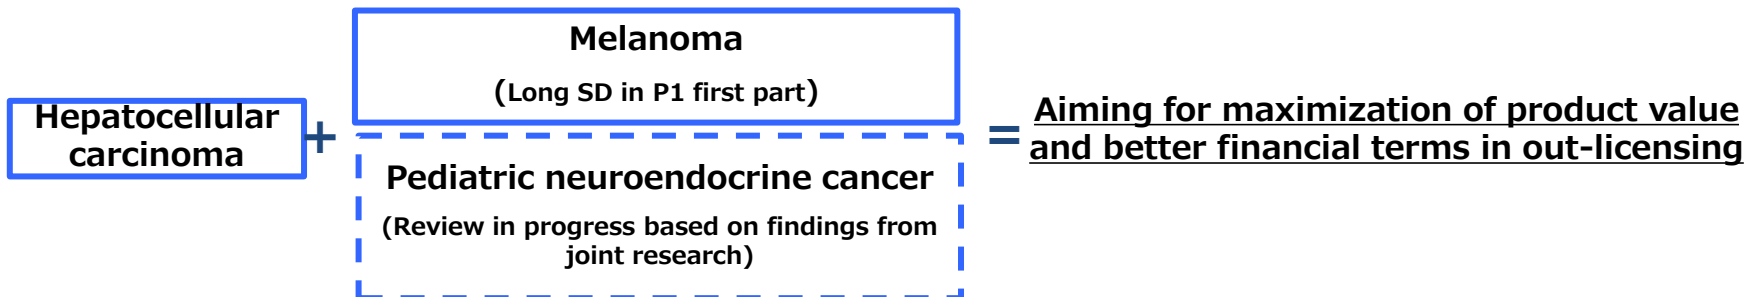 Hepatocellular
carcinoma
+
Melanoma
(Long SD in P1 first part)
Pediatric neuroendocrine cancer
(Review in progress based on findings from
joint research)
=
Aiming for maximization of product value
and better financial terms in out-licensing